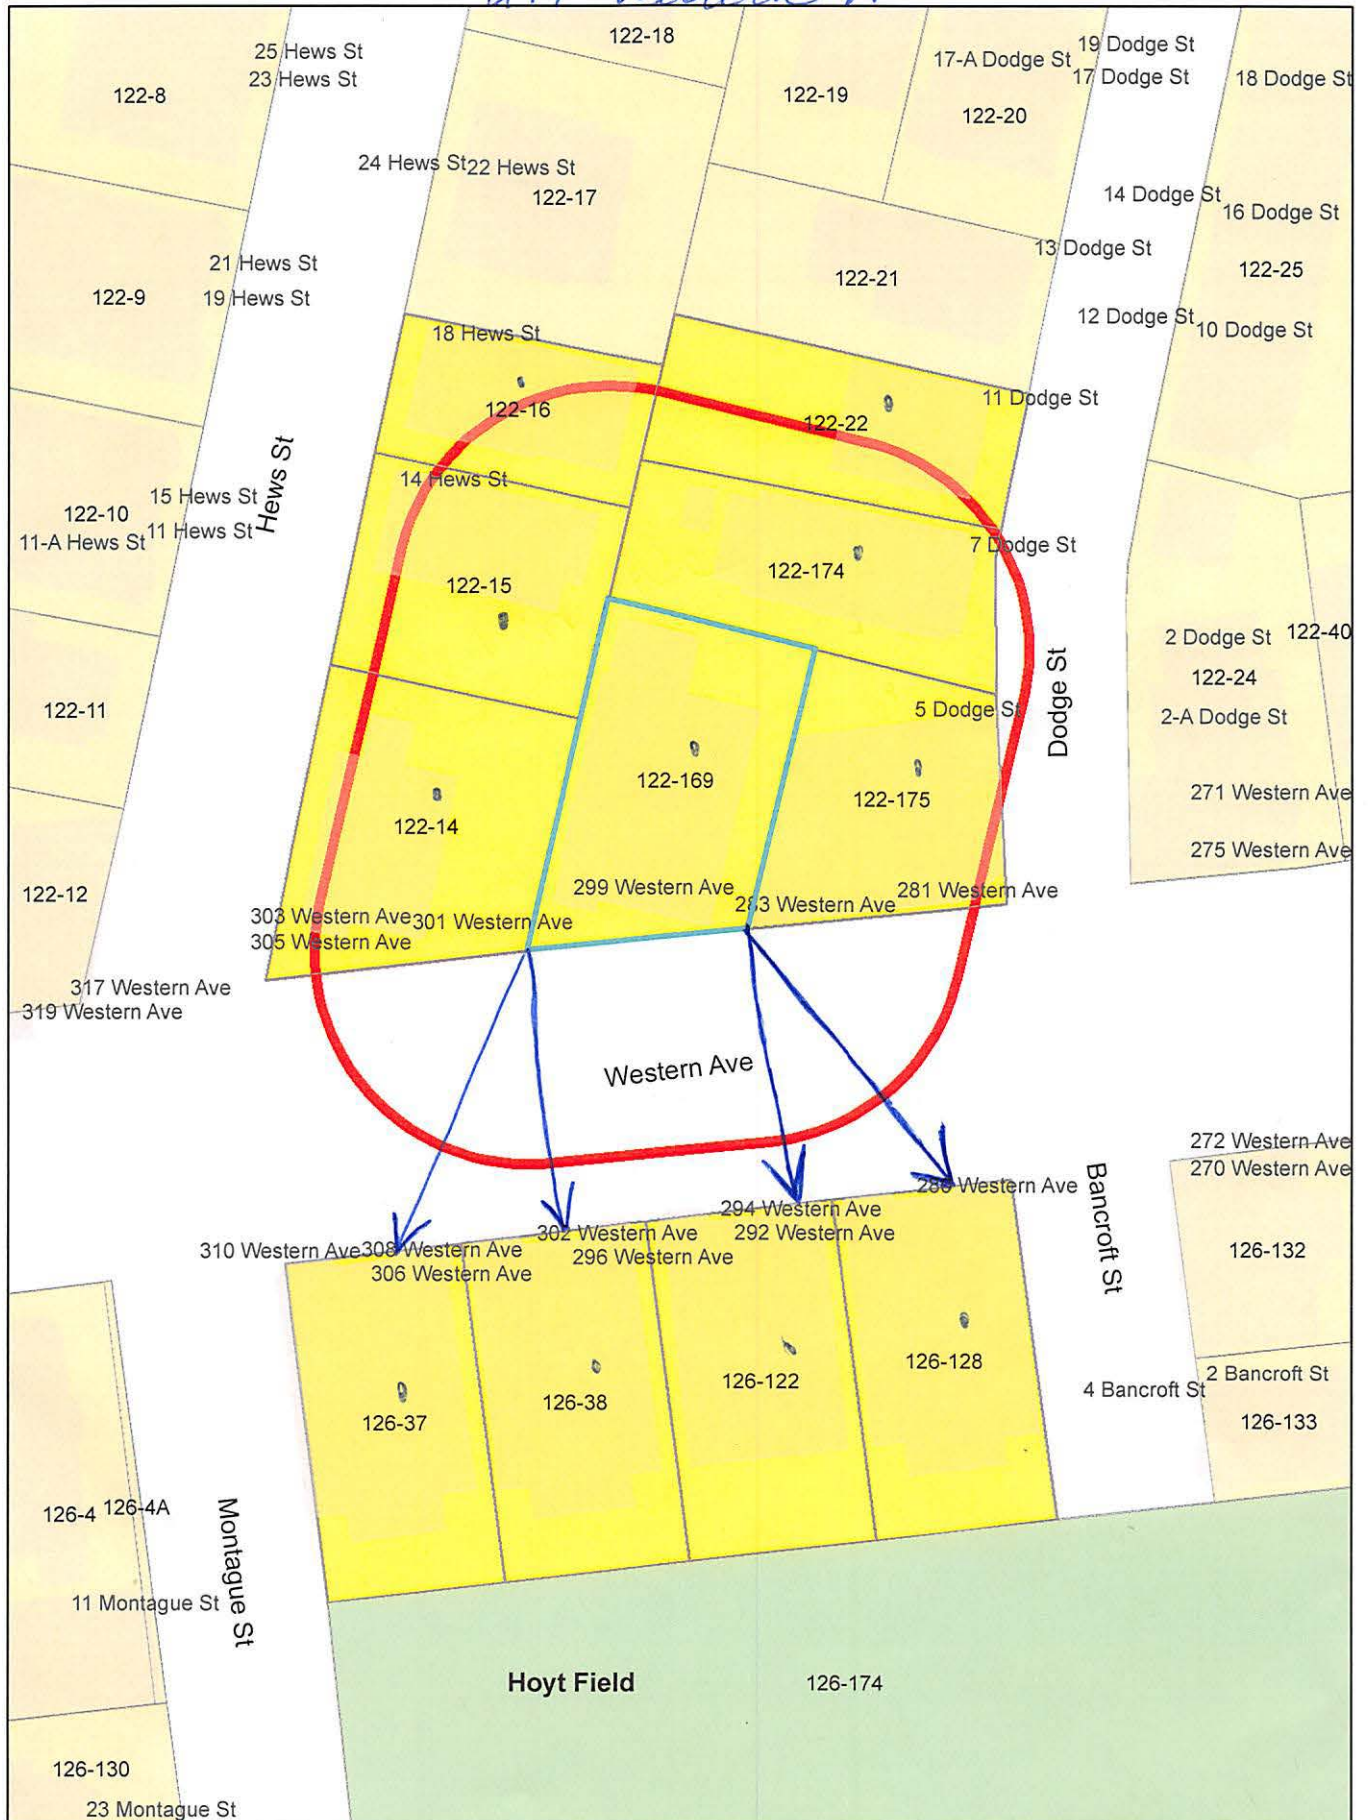 122-18
25 Hews St
23 Hews St
122-8
122-19
17-A Dodge St
19 Dodge St
17 Dodge St
18 Dodge St
122-20
24 Hews St
22 Hews St
122-17
14 Dodge St
16 Dodge St
13 Dodge St
122-25
21 Hews St
19 Hews St
122-9
122-21
12 Dodge St
10 Dodge St
18 Hews St
122-16
122-22
11 Dodge St
Hews St
14 Hews St
15 Hews St
122-10
11 Hews St
11-A Hews St
7 Dodge St
122-174
122-15
2 Dodge St
122-40
122-24
2-A Dodge St
Dodge St
5 Dodge St
122-11
122-169
122-175
122-14
271 Western Ave
275 Western Ave
122-12
299 Western Ave
281 Western Ave
283 Western Ave
303 Western Ave
301 Western Ave
305 Western Ave
317 Western Ave
319 Western Ave
Western Ave
272 Western Ave
270 Western Ave
Bancroft St
286 Western Ave
294 Western Ave
292 Western Ave
302 Western Ave
296 Western Ave
310 Western Ave
308 Western Ave
306 Western Ave
126-132
126-128
126-122
126-38
126-37
4 Bancroft St
2 Bancroft St
126-133
126-4
126-4A
Montague St
11 Montague St
Hoyt Field
126-174
126-130
23 Montague St